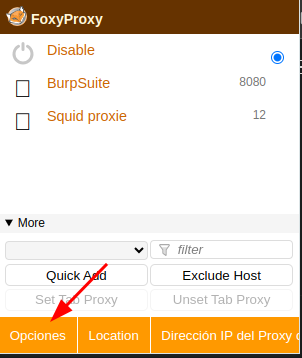 FoxyProxy
Disable
BurpSuite 8080
Squid proxie 12
More
filter
Quick Add Exclude Host
Set Tab Proxy Unset Tab Proxy
Opciones Location Dirección IP del Proxy